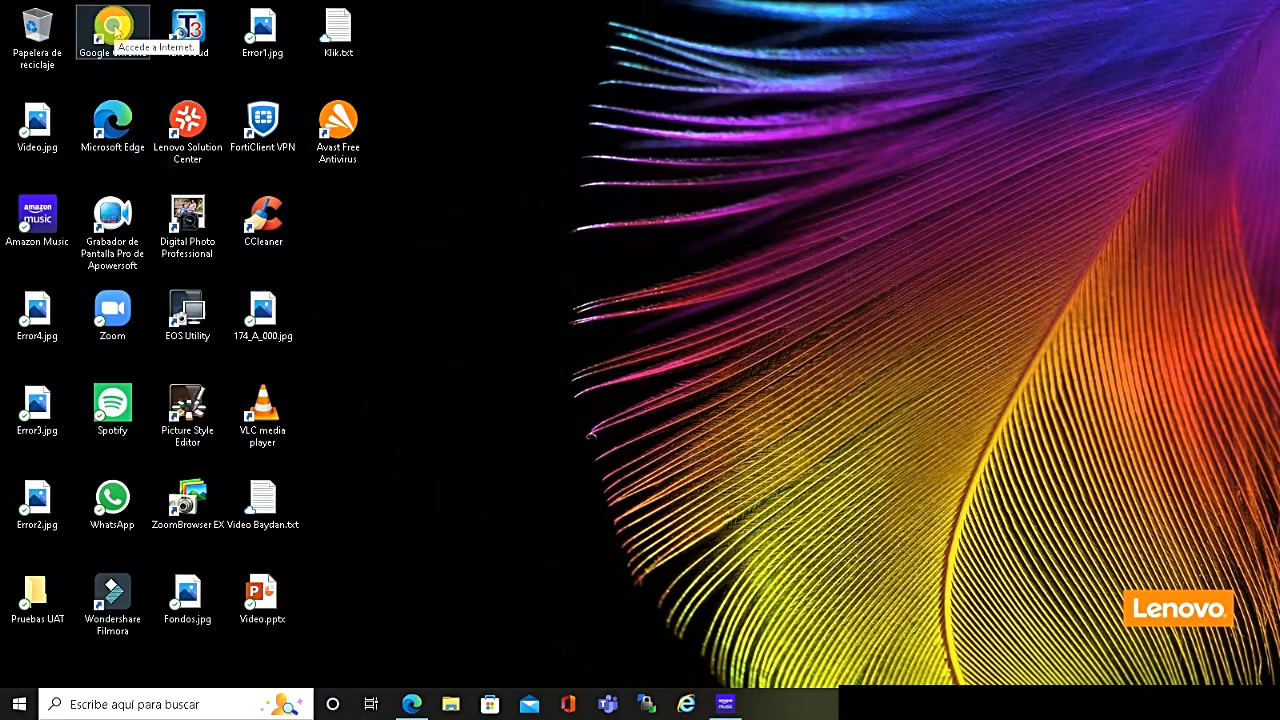 Papelera de
reciclaje
Google
Accede a Internet.
Error1.jpg
Klik.txt
Video.jpg
Microsoft Edge
Lenovo Solution
Center
FortiClient VPN
Avast Free
Antivirus
amazon
music
Amazon Music
Grabador de
Pantalla Pro de
Apowersoft
Digital Photo
Professional
CCleaner
Error4.jpg
Zoom
EOS Utility
174_A_000.jpg
Error3.jpg
Spotify
Picture Style
Editor
VLC media
player
Error2.jpg
WhatsApp
ZoomBrowser EX
Video Baydan.txt
Pruebas UAT
Wondershare
Filmora
Fondos.jpg
Video.pptx
Lenovo
Escribe aquí para buscar